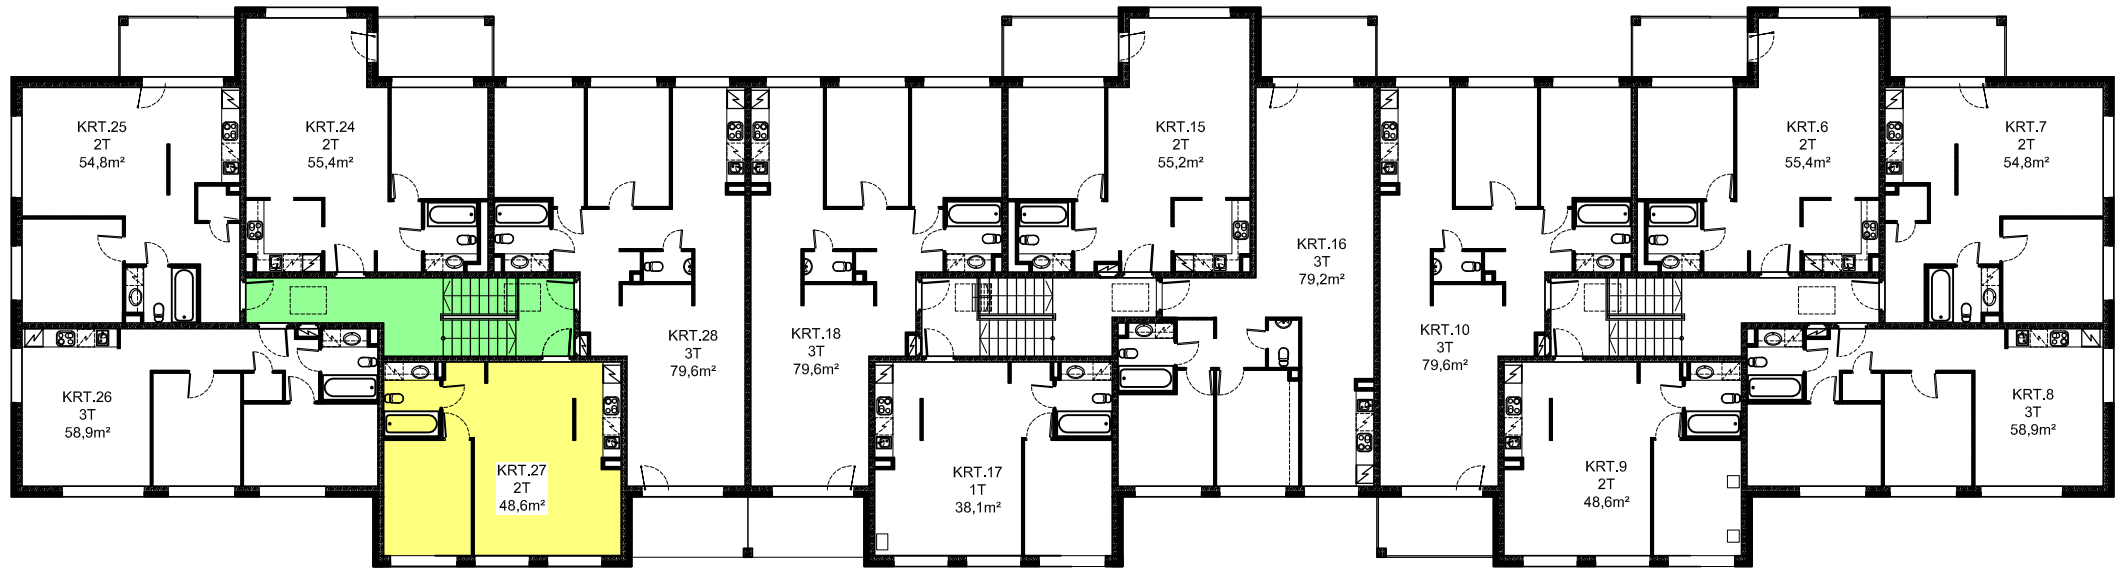 KRT.25
2T
54,8m²
KRT.24
2T
55,4m²
KRT.15
2T
55,2m²
KRT.6
2T
55,4m²
KRT.7
2T
54,8m²
KRT.16
3T
79,2m²
KRT.28
3T
79,6m²
KRT.18
3T
79,6m²
KRT.10
3T
79,6m²
KRT.26
3T
58,9m²
KRT.8
3T
58,9m²
KRT.27
2T
48,6m²
KRT.17
1T
38,1m²
KRT.9
2T
48,6m²